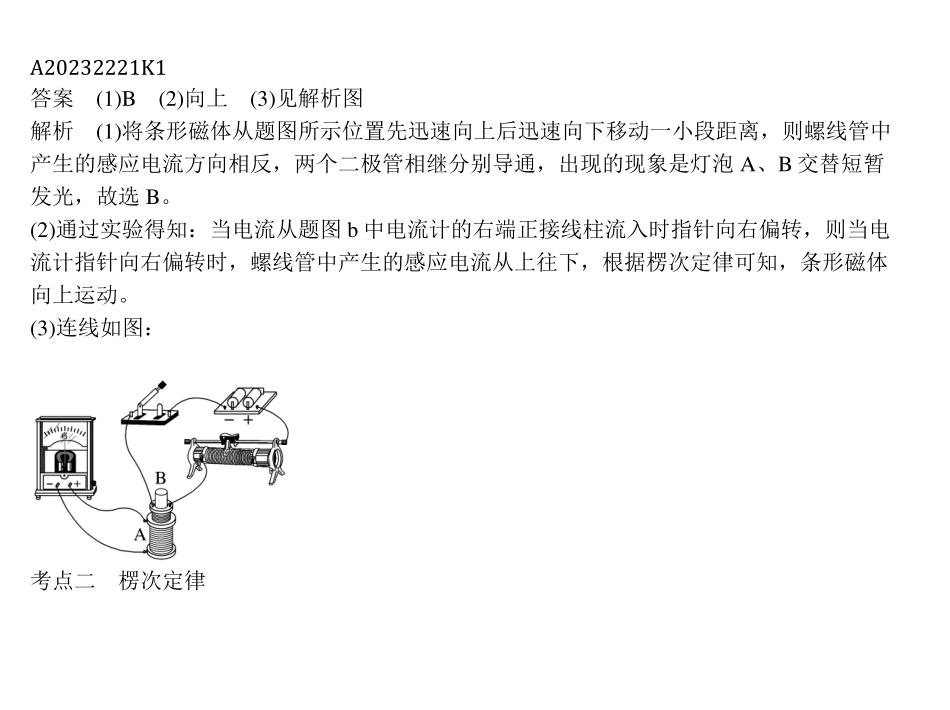 A20232221K1
答案 (1)B (2)向上 (3)见解析图
解析 (1)将条形磁体从题图所示位置先迅速向上后迅速向下移动一小段距离，则螺线管中
产生的感应电流方向相反，两个二极管相继分别导通，出现的现象是灯泡 A、B 交替短暂
发光，故选 B。
(2)通过实验得知：当电流从题图 b 中电流计的右端正接线柱流入时指针向右偏转，则当电
流计指针向右偏转时，螺线管中产生的感应电流从上往下，根据楞次定律可知，条形磁体
向上运动。
(3)连线如图：
− +
G
− +
B
A
考点二 楞次定律